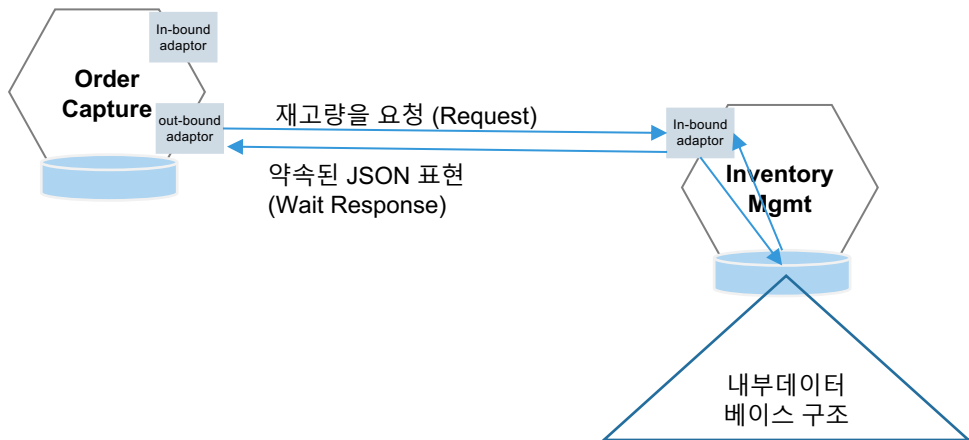 In-bound
adaptor
Order
Capture
out-bound
adaptor
재고량을 요청 (Request)
약속된 JSON 표현
(Wait Response)
In-bound
adaptor
Inventory
Mgmt
내부데이터
베이스 구조